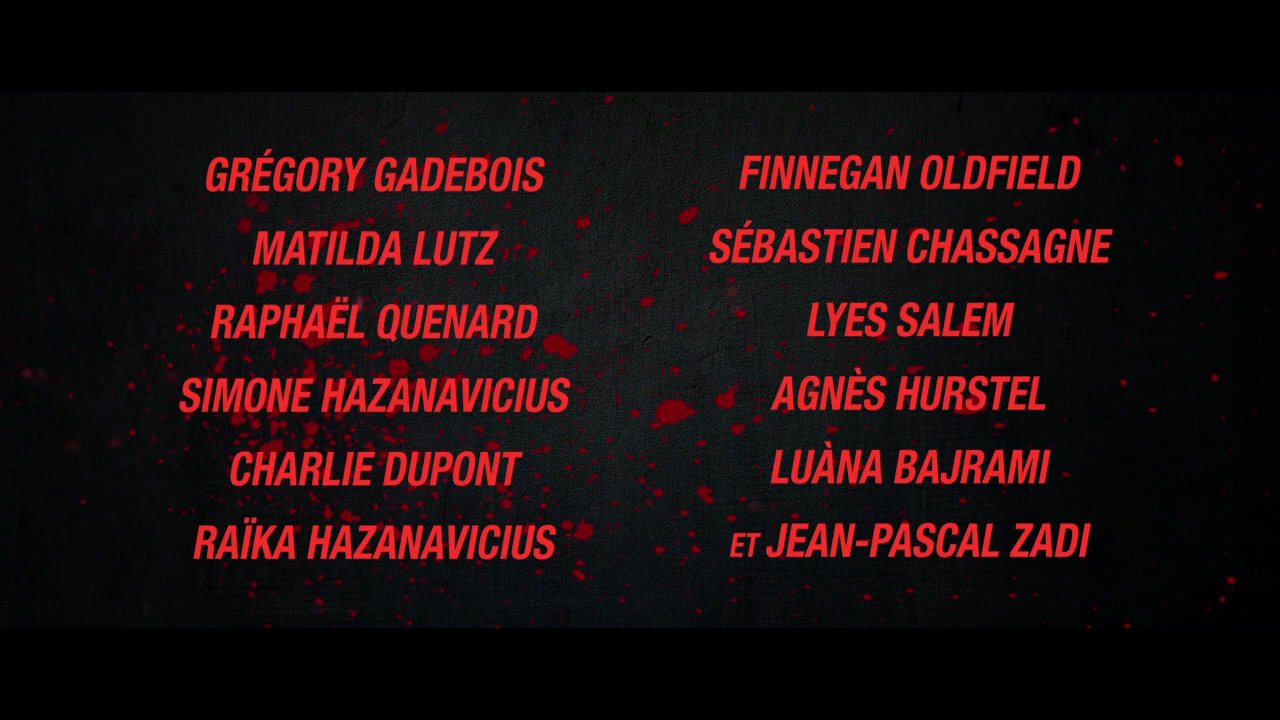 GRÉGORY GADEBOIS
MATILDA LUTZ
RAPHAËL QUENARD
SIMONE HAZANAVICIUS
CHARLIE DUPONT
RAÏKA HAZANAVICIUS
FINNEGAN OLDFIELD
SÉBASTIEN CHASSAGNE
LYES SALEM
AGNÈS HURSTEL
LUÀNA BAJRAMI
ET JEAN-PASCAL ZADI